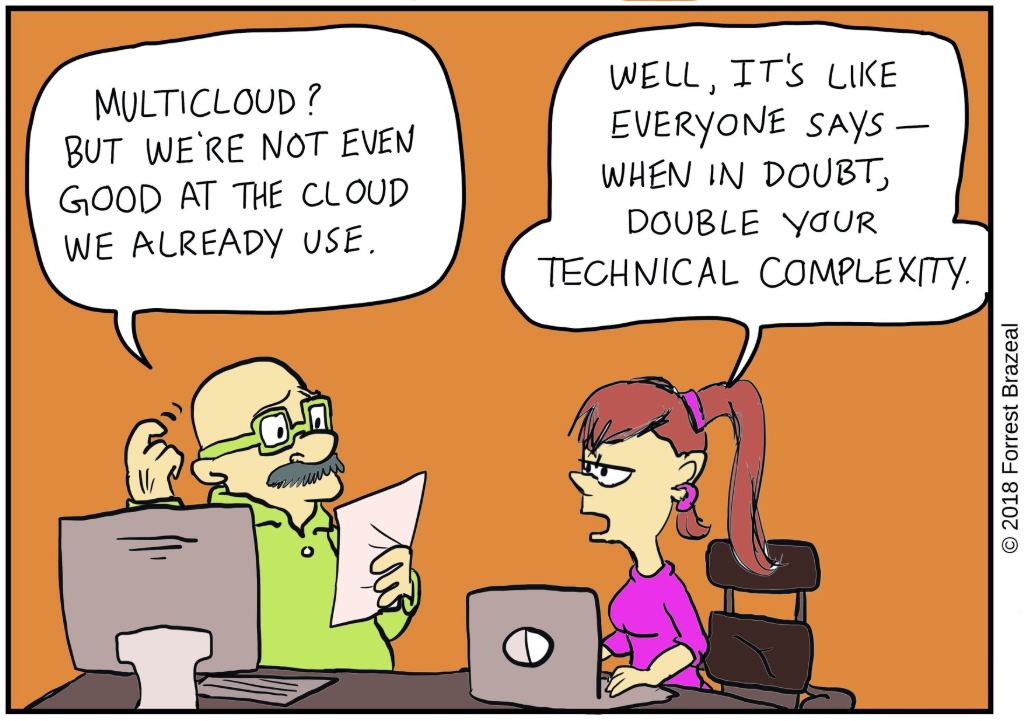 MULTICLOUD?
BUT WE'RE NOT EVEN
GOOD AT THE CLOUD
WE ALREADY USE.
WELL, IT'S LIKE
EVERYONE SAYS —
WHEN IN DOUBT,
DOUBLE YOUR
TECHNICAL COMPLEXITY.
© 2018 Forrest Brazeal